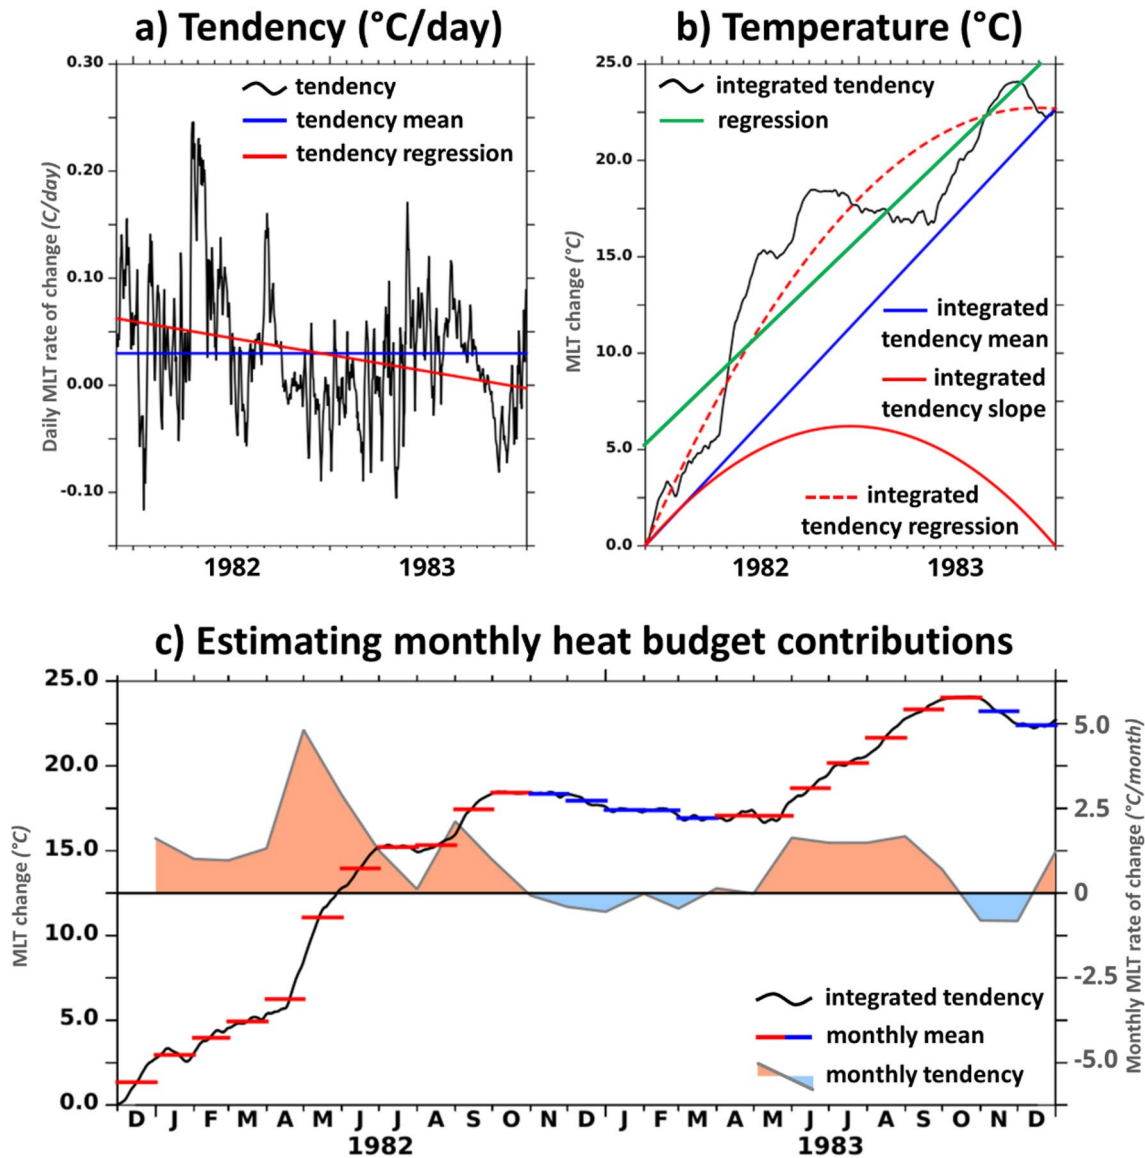 a) Tendency (°C/day)
tendency
tendency mean
tendency regression
Daily MLT rate of change (C/day)
0.30
0.20
0.10
0.00
-0.10
1982
1983
b) Temperature (°C)
integrated tendency
regression
integrated
tendency mean
integrated
tendency slope
integrated
tendency regression
MLT change (°C)
25.0
20.0
15.0
10.0
5.0
0.0
1982
1983
c) Estimating monthly heat budget contributions
MLT change (°C)
25.0
20.0
15.0
10.0
5.0
0.0
5.0
2.5
0
-2.5
-5.0
Monthly MLT rate of change (°C/month)
integrated tendency
monthly mean
monthly tendency
D J F M A M J J A S O N D J F M A M J J A S O N D
1982
1983